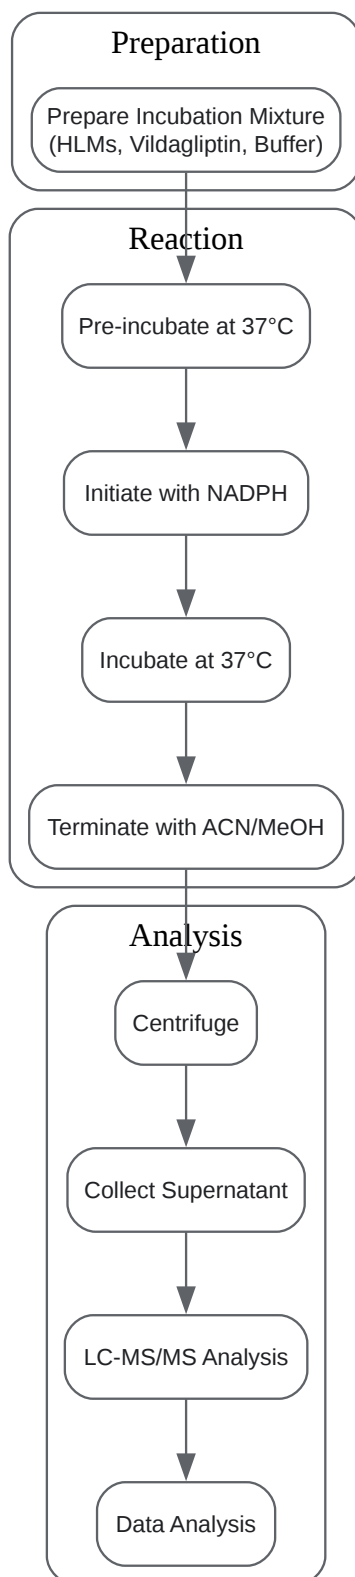 Preparation
Prepare Incubation Mixture
(HLMs, Vildagliptin, Buffer)
Reaction
Pre-incubate at 37°C
Initiate with NADPH
Incubate at 37°C
Terminate with ACN/MeOH
Analysis
Centrifuge
Collect Supernatant
LC-MS/MS Analysis
Data Analysis